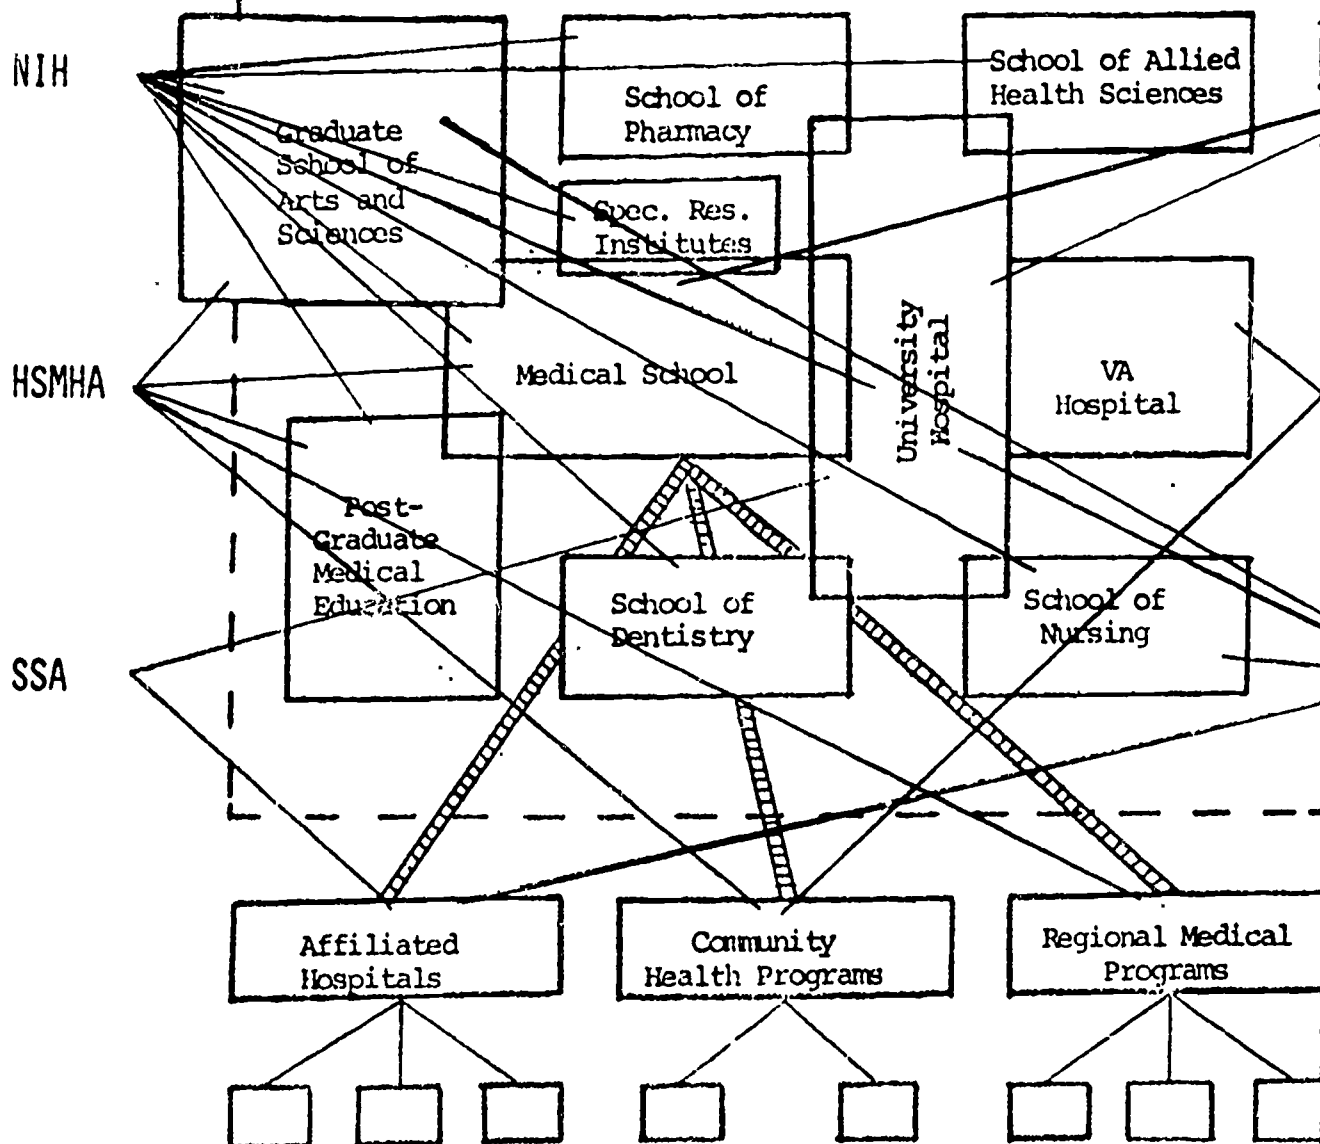 NIH
School of Allied
Health Sciences
School of
Pharmacy
Graduate
School of
Arts and
Sciences
Spec. Res.
Institutes
HSMHA
Medical School
University
Hospital
VA
Hospital
Post-
Graduate
Medical
Education
School of
Dentistry
School of
Nursing
SSA
Affiliated
Hospitals
Community
Health Programs
Regional Medical
Programs